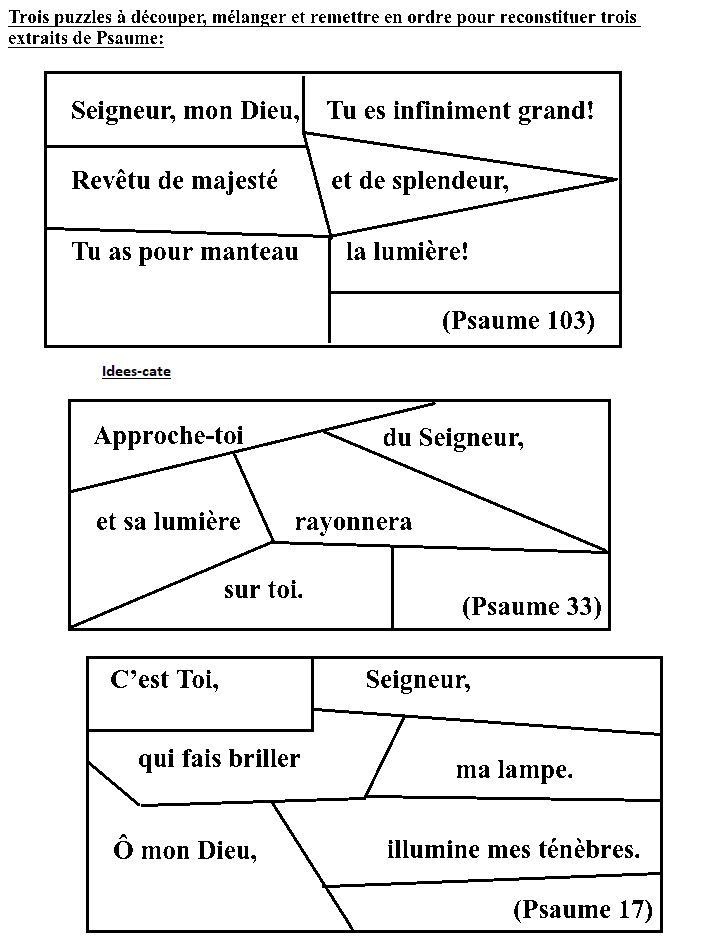 Trois puzzles à découper, mélanger et remettre en ordre pour reconstituer trois
extraits de Psaume:
Seigneur, mon Dieu, Tu es infiniment grand!
Revêtu de majesté et de splendeur,
Tu as pour manteau la lumière!
(Psaume 103)
Idees-cate
Approche-toi du Seigneur,
et sa lumière rayonnera
sur toi.
(Psaume 33)
C’est Toi, Seigneur,
qui fais briller
ma lampe.
Ô mon Dieu, illumine mes ténèbres.
(Psaume 17)